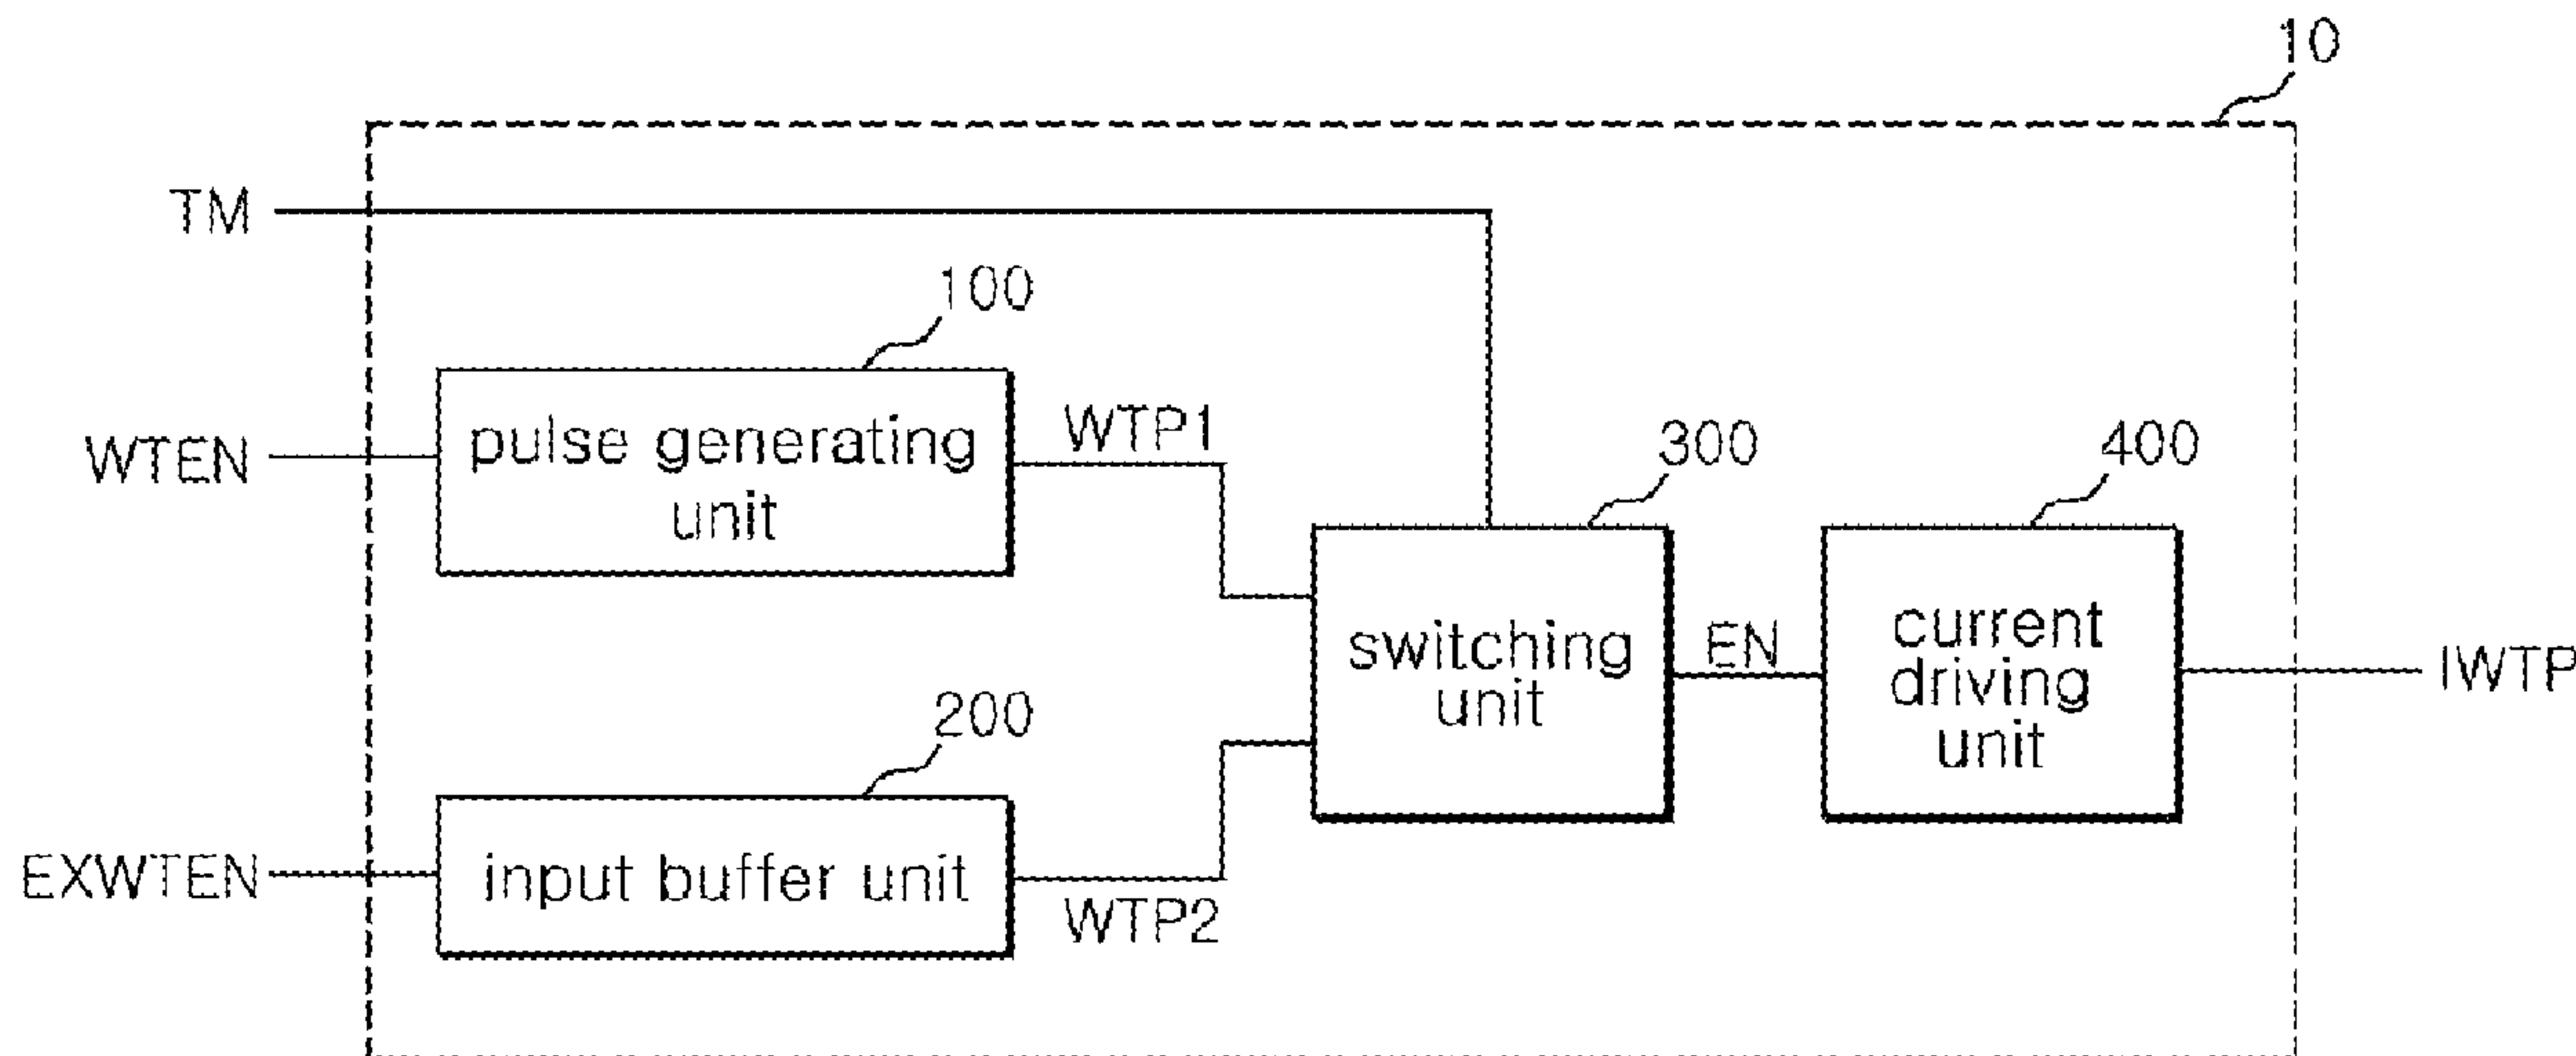 10
TM
100
WTEN
pulse generating
unit
WTP1
300
400
switching
unit
EN
current
driving
unit
IWTP
200
EXWTEN
input buffer unit
WTP2